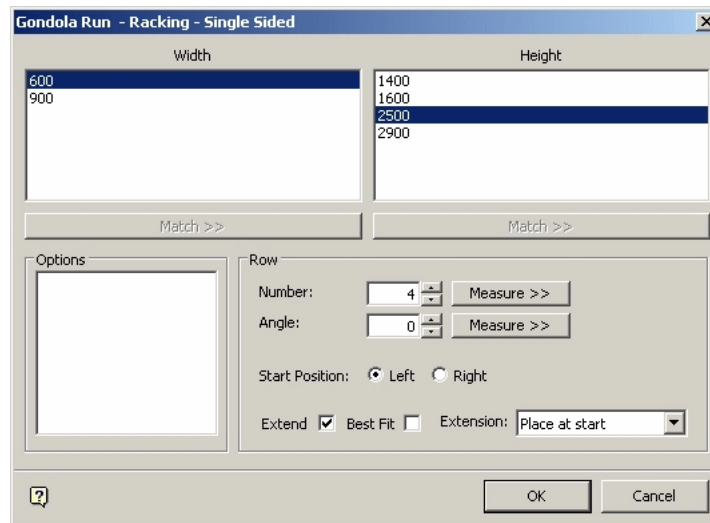 Gondola Run - Racking - Single Sided
Width
Height
600
900
1400
1600
2500
2900
Match >>
Match >>
Options
Row
Number: 4 Measure >>
Angle: 0 Measure >>
Start Position: Left Right
Extend Best Fit Extension: Place at start
? OK Cancel